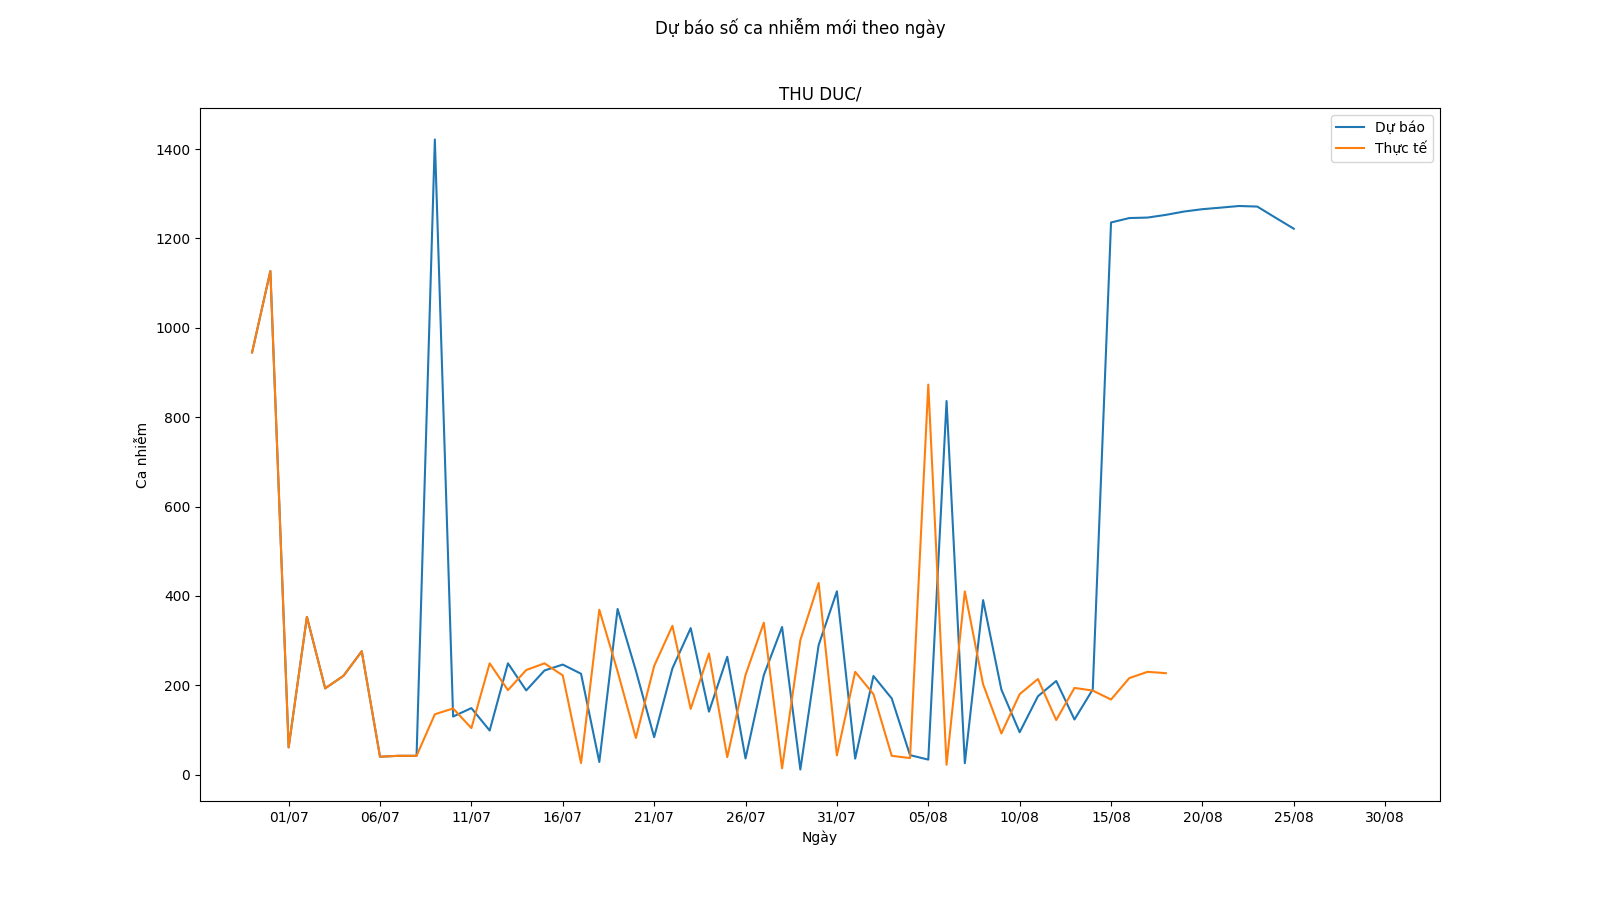 Dự báo số ca nhiễm mới theo ngày
THU DUC/
Dự báo
Thực tế
1400
1200
1000
800
600
400
200
0
Ca nhiễm
01/07 06/07 11/07 16/07 21/07 26/07 31/07 05/08 10/08 15/08 20/08 25/08 30/08
Ngày